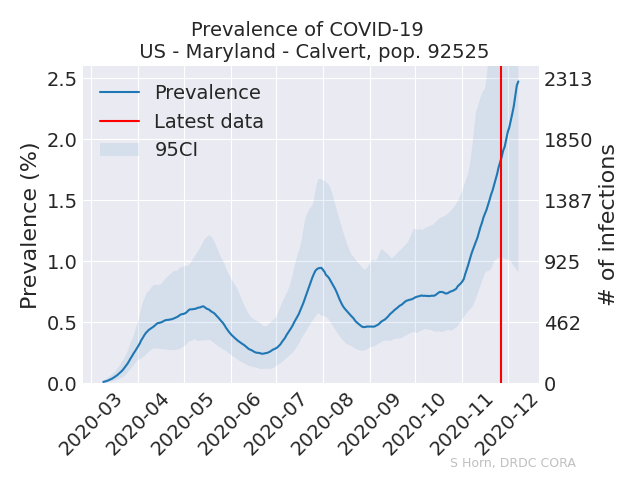 Prevalence of COVID-19
US - Maryland - Calvert, pop. 92525
Prevalence
Latest data
95CI
Prevalence (%)
2.5
2.0
1.5
1.0
0.5
0.0
2313
1850
1387
925
462
0
# of infections
2020-03
2020-04
2020-05
2020-06
2020-07
2020-08
2020-09
2020-10
2020-11
2020-12
S Horn, DRDC CORA